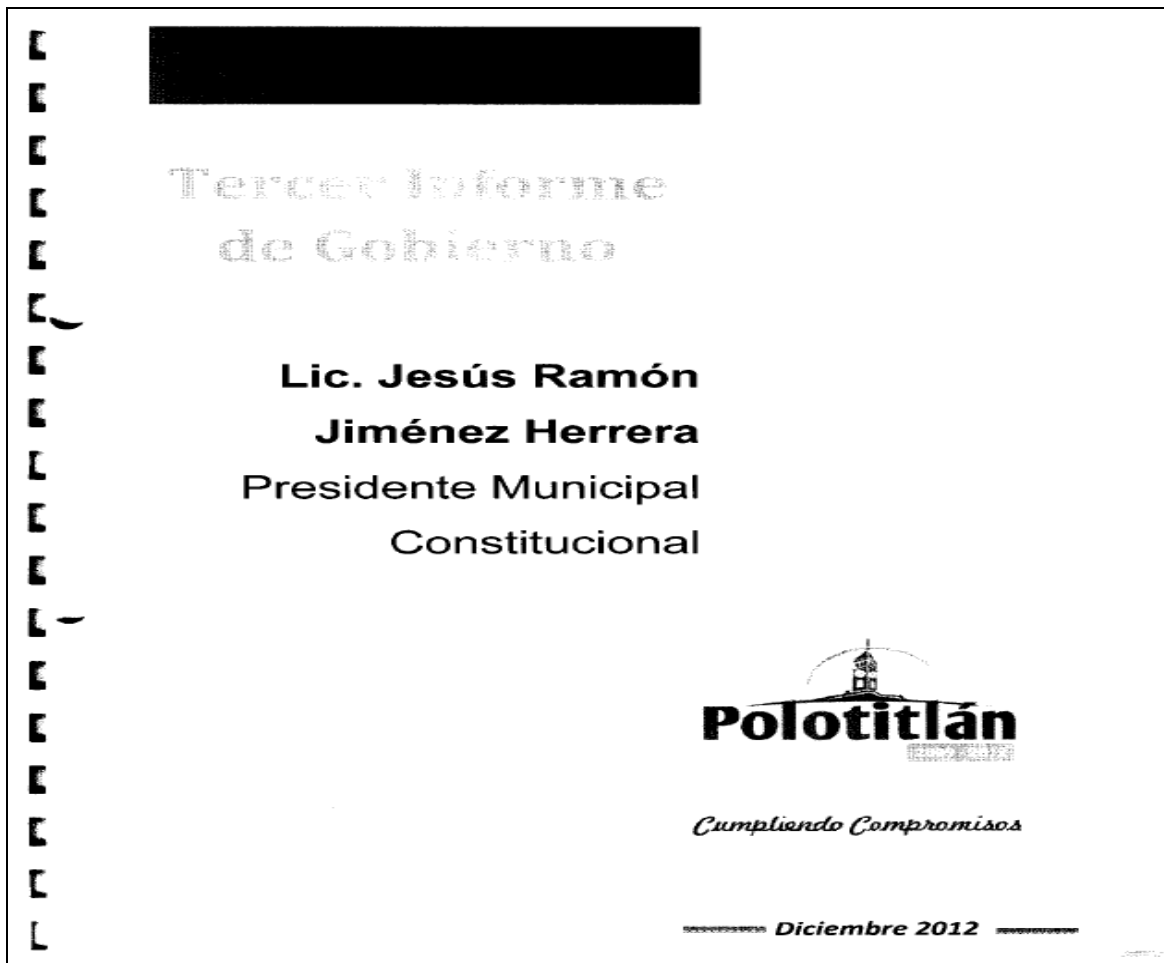 Tercer Informe
de Gobierno
Lic. Jesús Ramón
Jiménez Herrera
Presidente Municipal
Constitucional
Polotitlán
Cumpliendo Compromisos
Diciembre 2012